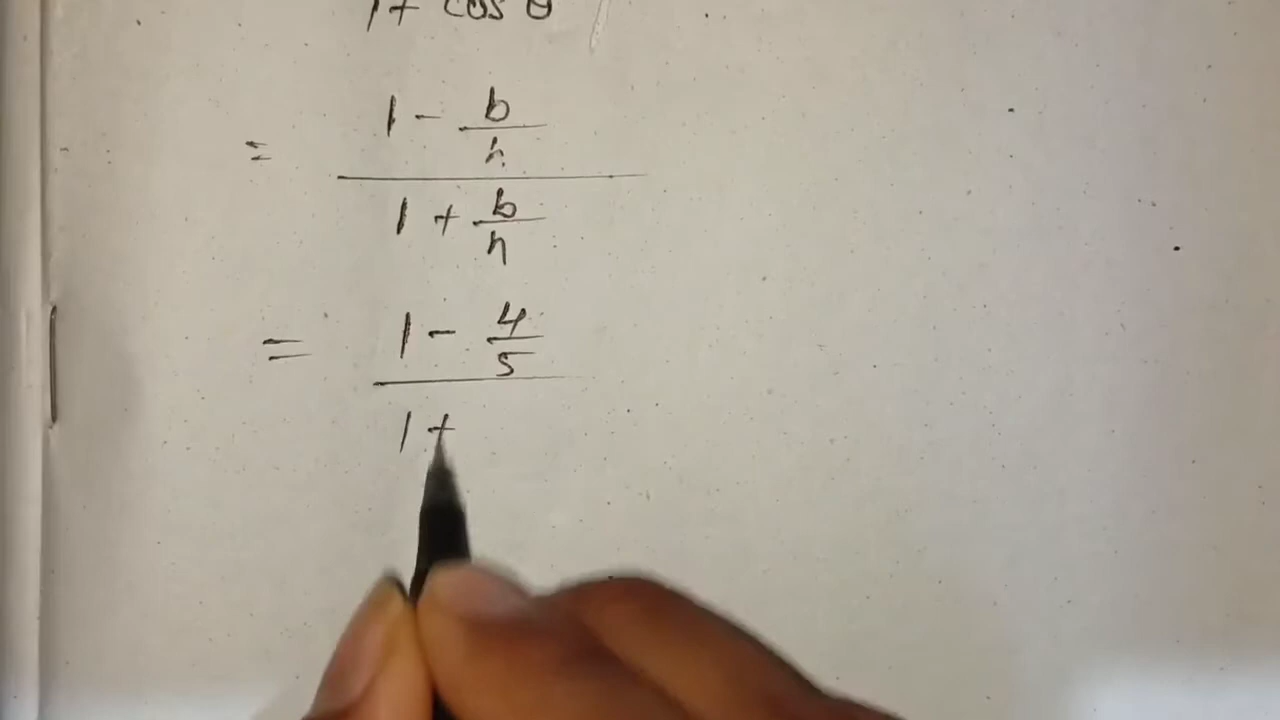 1 + cos θ
1 - b
= h
1 + b
h
1 - 4
= 5
1 +